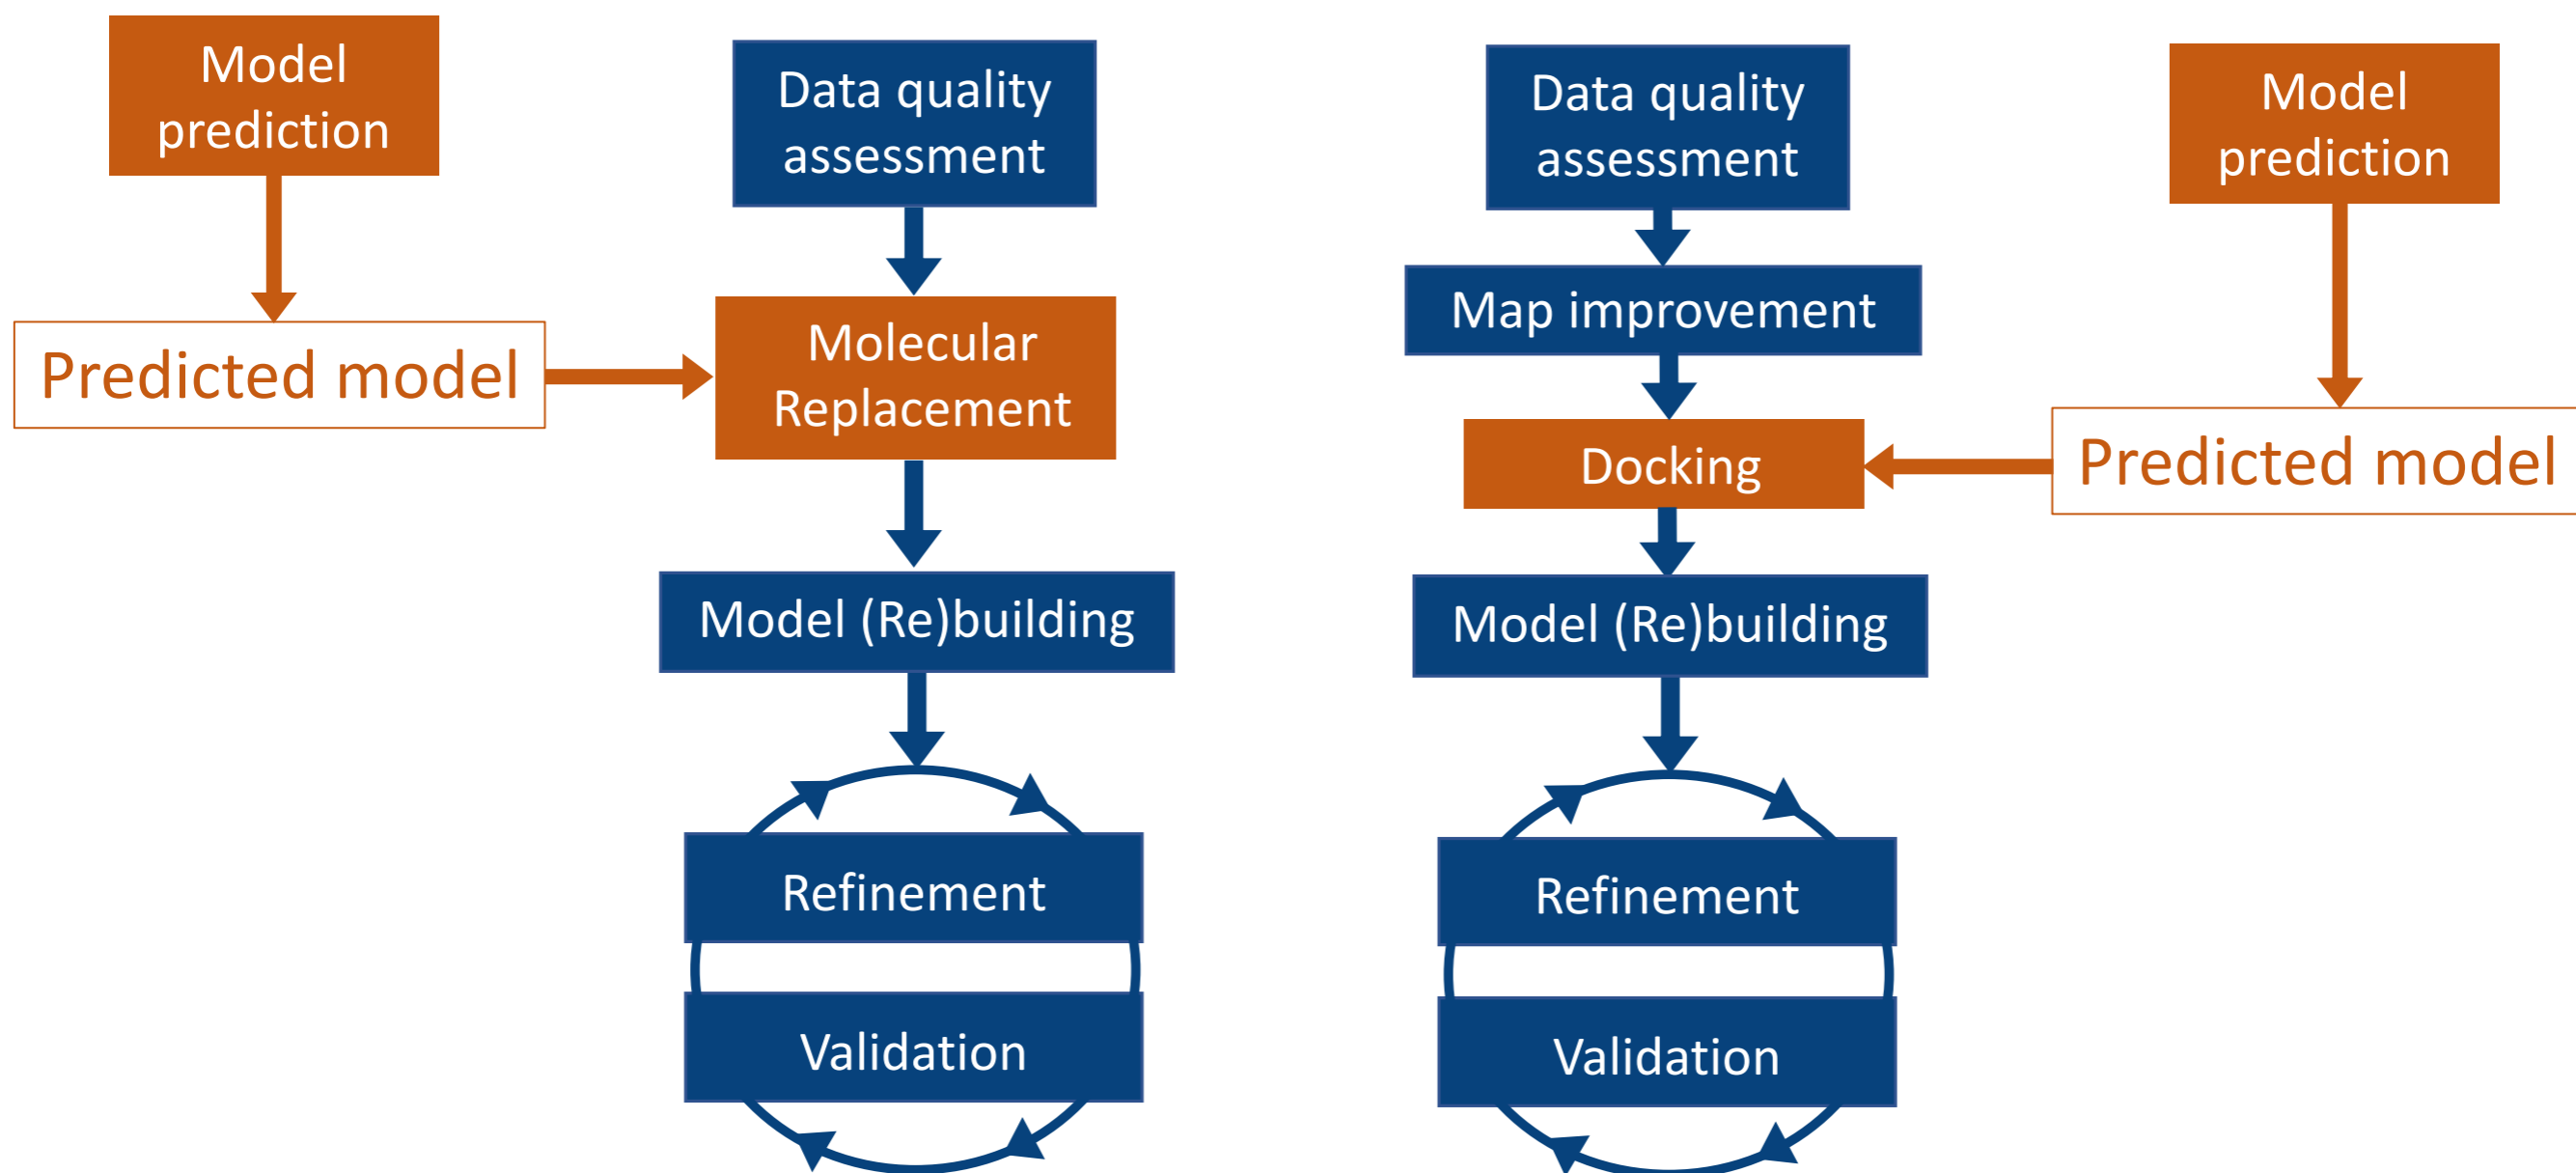 Model
prediction
Predicted model
Data quality
assessment
Molecular
Replacement
Model (Re)building
Refinement
Validation
Data quality
assessment
Map improvement
Docking
Model (Re)building
Refinement
Validation
Model
prediction
Predicted model